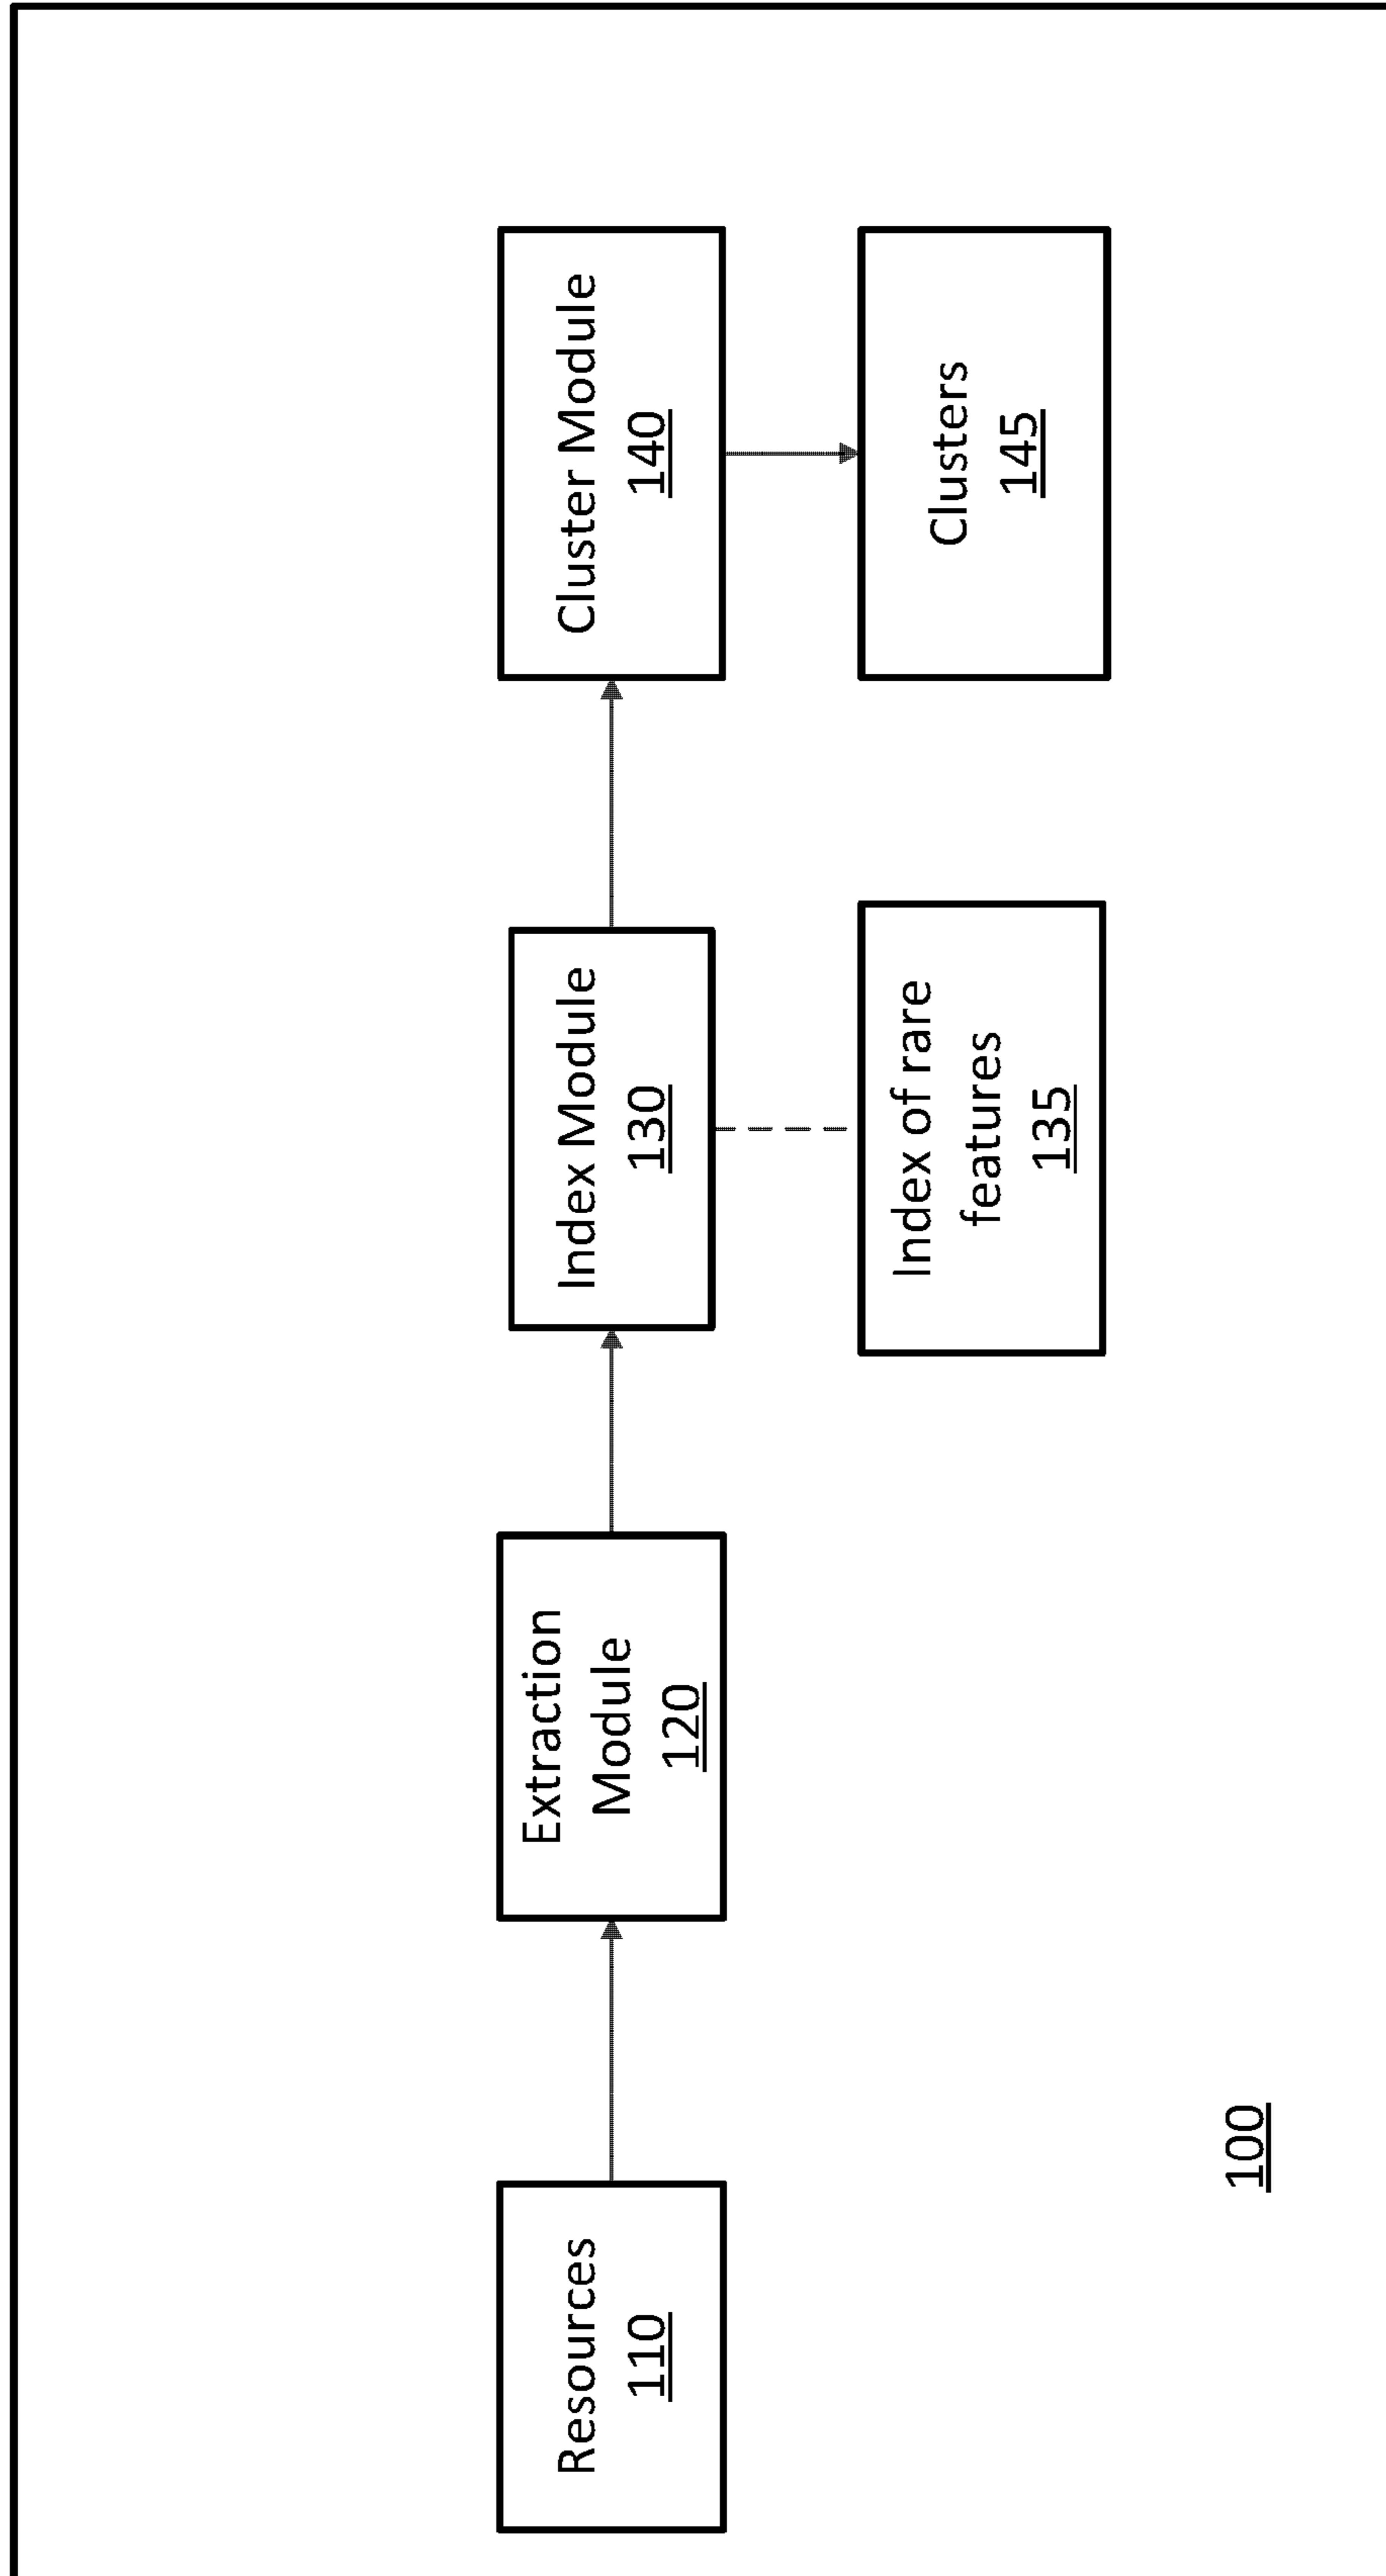 Resources
110
Extraction
Module
120
Index Module
130
Cluster Module
140
Index of rare
features
135
Clusters
145
100